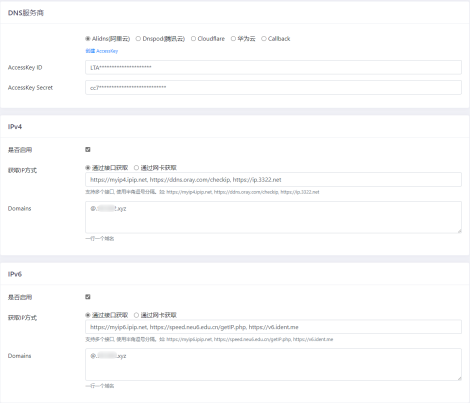 DNS服务商
Alidns(阿里云) Dnspod(腾讯云) Cloudflare 华为云 Callback
创建 AccessKey
AccessKey ID
LTA*********************
AccessKey Secret
cc7***************************
IPv4
是否启用
获取IP方式 通过接口获取 通过网卡获取
https://myip4.ipip.net, https://ddns.oray.com/checkip, https://ip.3322.net
支持多个接口, 使用半角逗号分隔。如: https://myip4.ipip.net, https://ddns.oray.com/checkip, https://ip.3322.net
Domains
@. .xyz
一行一个域名
IPv6
是否启用
获取IP方式 通过接口获取 通过网卡获取
https://myip6.ipip.net, https://speed.neu6.edu.cn/getIP.php, https://v6.ident.me
支持多个接口, 使用半角逗号分隔。如: https://myip6.ipip.net, https://speed.neu6.edu.cn/getIP.php, https://v6.ident.me
Domains
@. .xyz
一行一个域名